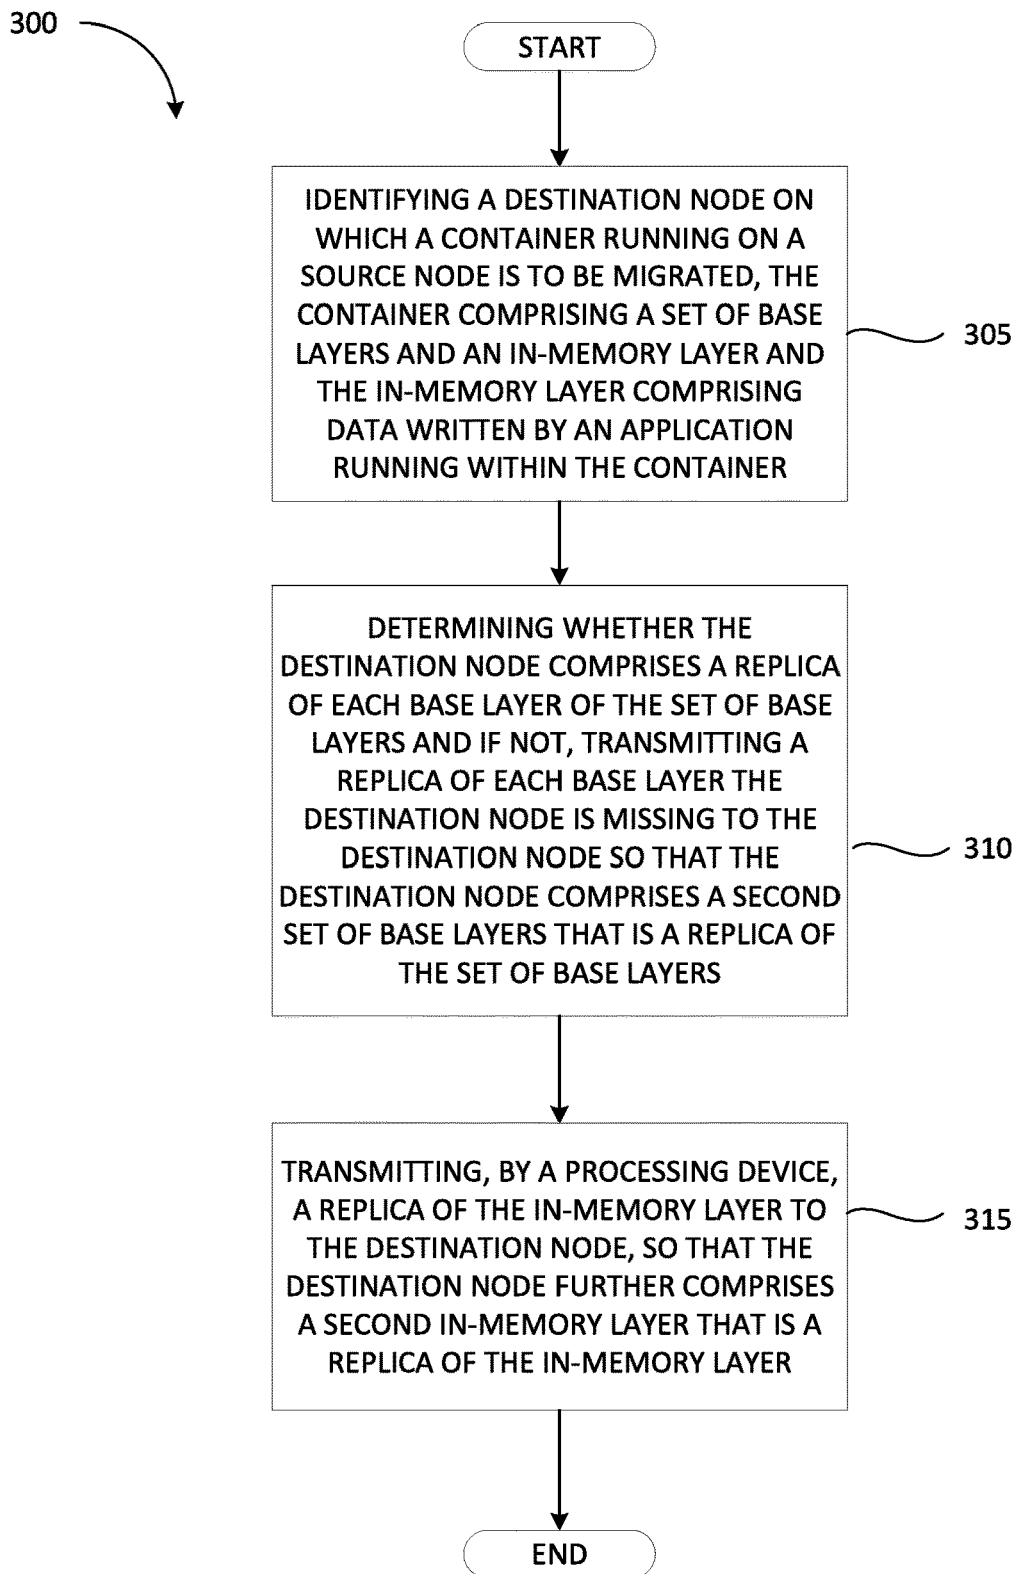 300
START
IDENTIFYING A DESTINATION NODE ON
WHICH A CONTAINER RUNNING ON A
SOURCE NODE IS TO BE MIGRATED, THE
CONTAINER COMPRISING A SET OF BASE
LAYERS AND AN IN-MEMORY LAYER AND
THE IN-MEMORY LAYER COMPRISING
DATA WRITTEN BY AN APPLICATION
RUNNING WITHIN THE CONTAINER
305
DETERMINING WHETHER THE
DESTINATION NODE COMPRISES A REPLICA
OF EACH BASE LAYER OF THE SET OF BASE
LAYERS AND IF NOT, TRANSMITTING A
REPLICA OF EACH BASE LAYER THE
DESTINATION NODE IS MISSING TO THE
DESTINATION NODE SO THAT THE
DESTINATION NODE COMPRISES A SECOND
SET OF BASE LAYERS THAT IS A REPLICA OF
THE SET OF BASE LAYERS
310
TRANSMITTING, BY A PROCESSING DEVICE,
A REPLICA OF THE IN-MEMORY LAYER TO
THE DESTINATION NODE, SO THAT THE
DESTINATION NODE FURTHER COMPRISES
A SECOND IN-MEMORY LAYER THAT IS A
REPLICA OF THE IN-MEMORY LAYER
315
END